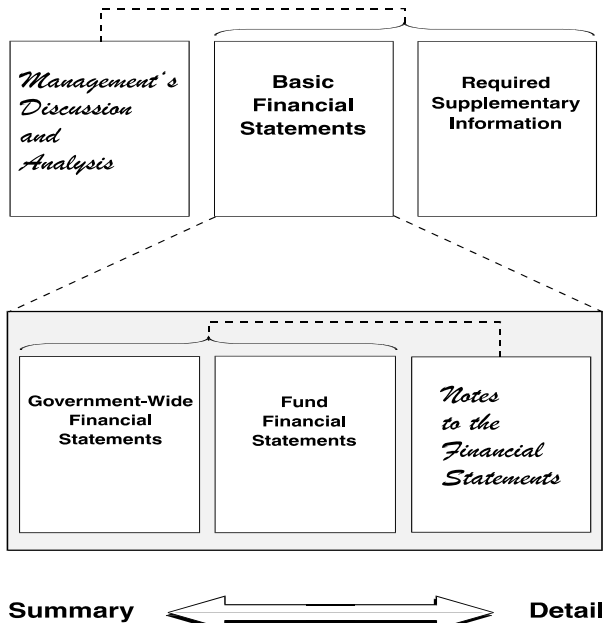 Management's
Discussion
and
Analysis
Basic
Financial
Statements
Required
Supplementary
Information
Government-Wide
Financial
Statements
Fund
Financial
Statements
Notes
to the
Financial
Statements
Summary
Detail